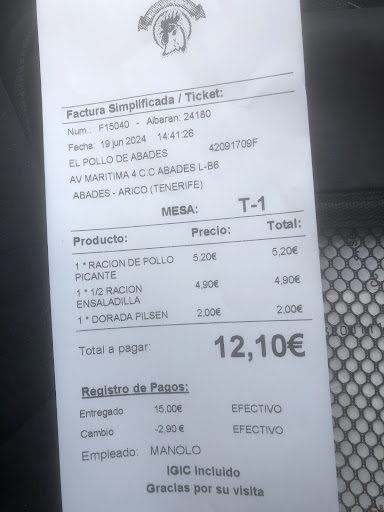 Factura Simplificada / Ticket:
Num.: F15040 - Albaran: 24180
Fecha: 19 jun 2024 14:41:26
EL POLLO DE ABADES 42091709F
AV MARITIMA 4 C.C ABADES L-B6
ABADES - ARICO (TENERIFE)
MESA: T-1
Producto: Precio: Total:
1 * RACION DE POLLO 5,20€ 5,20€
PICANTE
1 * 1/2 RACION 4,90€ 4,90€
ENSALADILLA
1 * DORADA PILSEN 2,00€ 2,00€
Total a pagar: 12,10€
Registro de Pagos:
Entregado 15,00€ EFECTIVO
Cambio -2,90 € EFECTIVO
Empleado: MANOLO
IGIC Incluido
Gracias por su visita